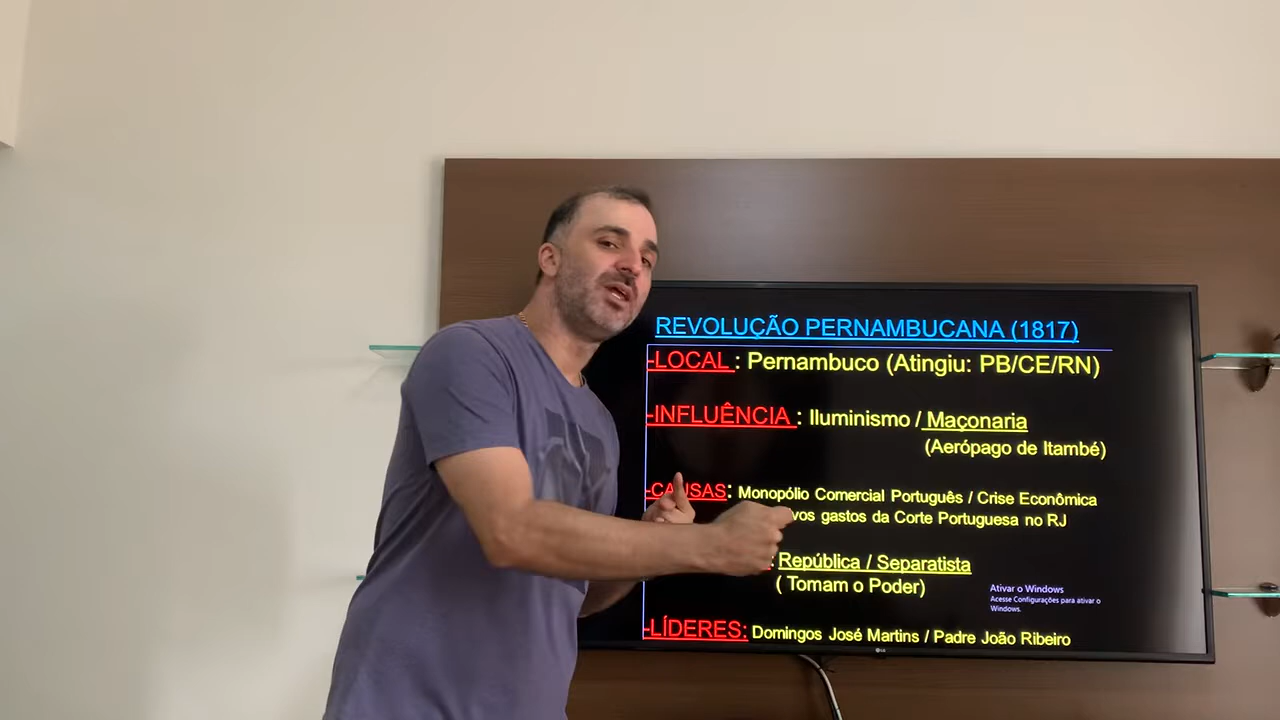 REVOLUÇÃO PERNAMBUCANA (1817)
-LOCAL : Pernambuco (Atingiu: PB/CE/RN)
-INFLUÊNCIA : Iluminismo / Maçonaria
(Aerópago de Itambé)
-CAUSAS: Monopólio Comercial Português / Crise Econômica
gastos da Corte Portuguesa no RJ
: República / Separatista
( Tomam o Poder)
Ativar o Windows
Acesse Configurações para ativar o
Windows.
-LÍDERES: Domingos José Martins / Padre João Ribeiro
LG